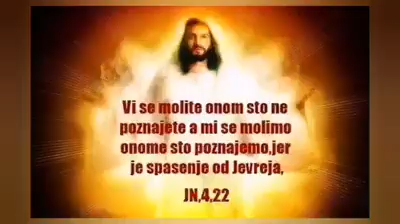 Vi se molite onom sto ne
poznajete a mi se molimo
onome sto poznajemo,jer
je spasenje od Jevreja,
JN,4,22